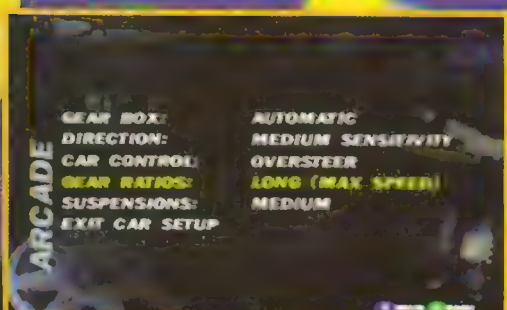 GEAR BOX: AUTOMATIC
DIRECTION: MEDIUM SENSITIVITY
CAR CONTROL: OVERSTEER
GEAR RATIOS: LONG (MAX SPEED)
SUSPENSIONS: MEDIUM
EXIT CAR SETUP
ARCADE